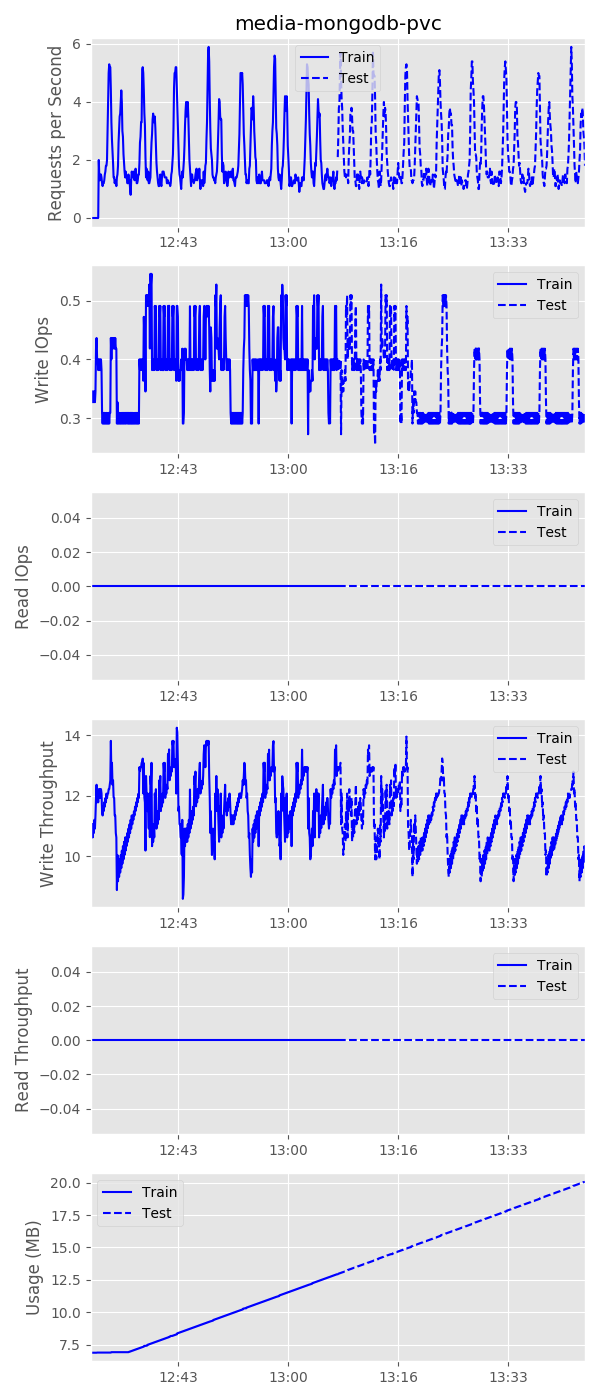 media-mongodb-pvc
Requests per Second
6
4
2
0
Train
Test
12:43 13:00 13:16 13:33
Write IOps
0.5
0.4
0.3
Train
Test
12:43 13:00 13:16 13:33
Read IOps
0.04
0.02
0.00
−0.02
−0.04
Train
Test
12:43 13:00 13:16 13:33
Write Throughput
14
12
10
Train
Test
12:43 13:00 13:16 13:33
Read Throughput
0.04
0.02
0.00
−0.02
−0.04
Train
Test
12:43 13:00 13:16 13:33
Usage (MB)
20.0
17.5
15.0
12.5
10.0
7.5
Train
Test
12:43 13:00 13:16 13:33